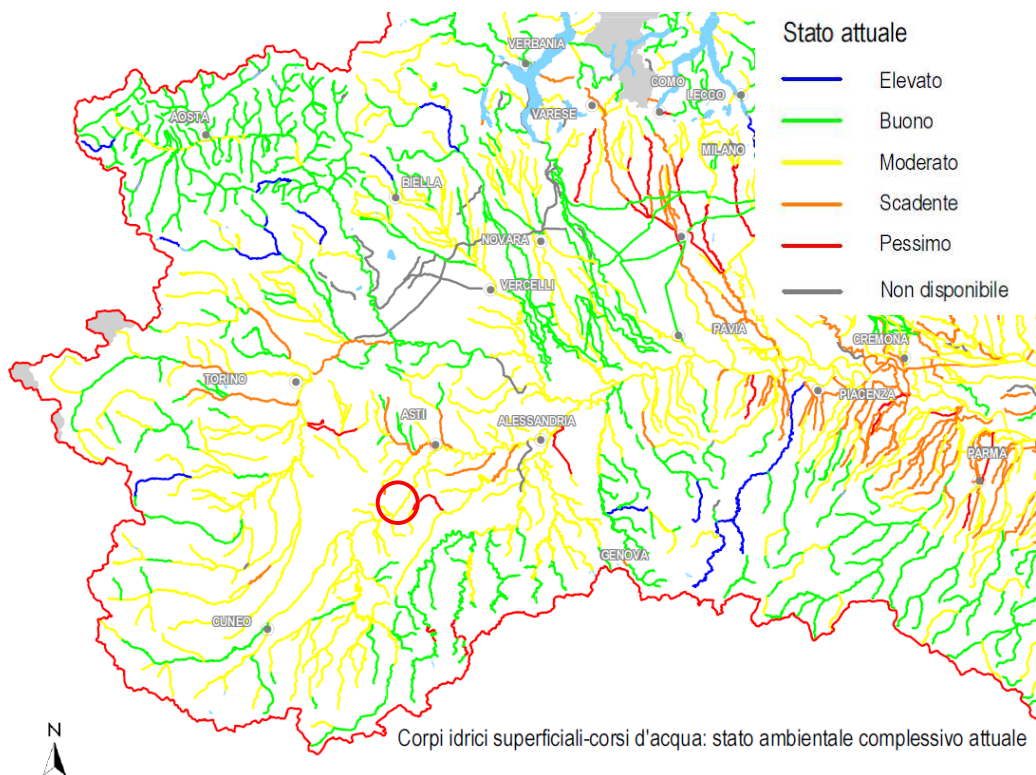 Stato attuale
Elevato
Buono
Moderato
Scadente
Pessimo
Non disponibile
VERBANIA
COMO
LECCO
VARESE
AOSTA
MILANO
BIELLA
NOVARA
VERCELLI
PAVIA
CREMONA
TORINO
PIACENZA
ASTI
ALESSANDRIA
PARMA
GENOVA
CUNEO
N
Corpi idrici superficiali-corsi d'acqua: stato ambientale complessivo attuale